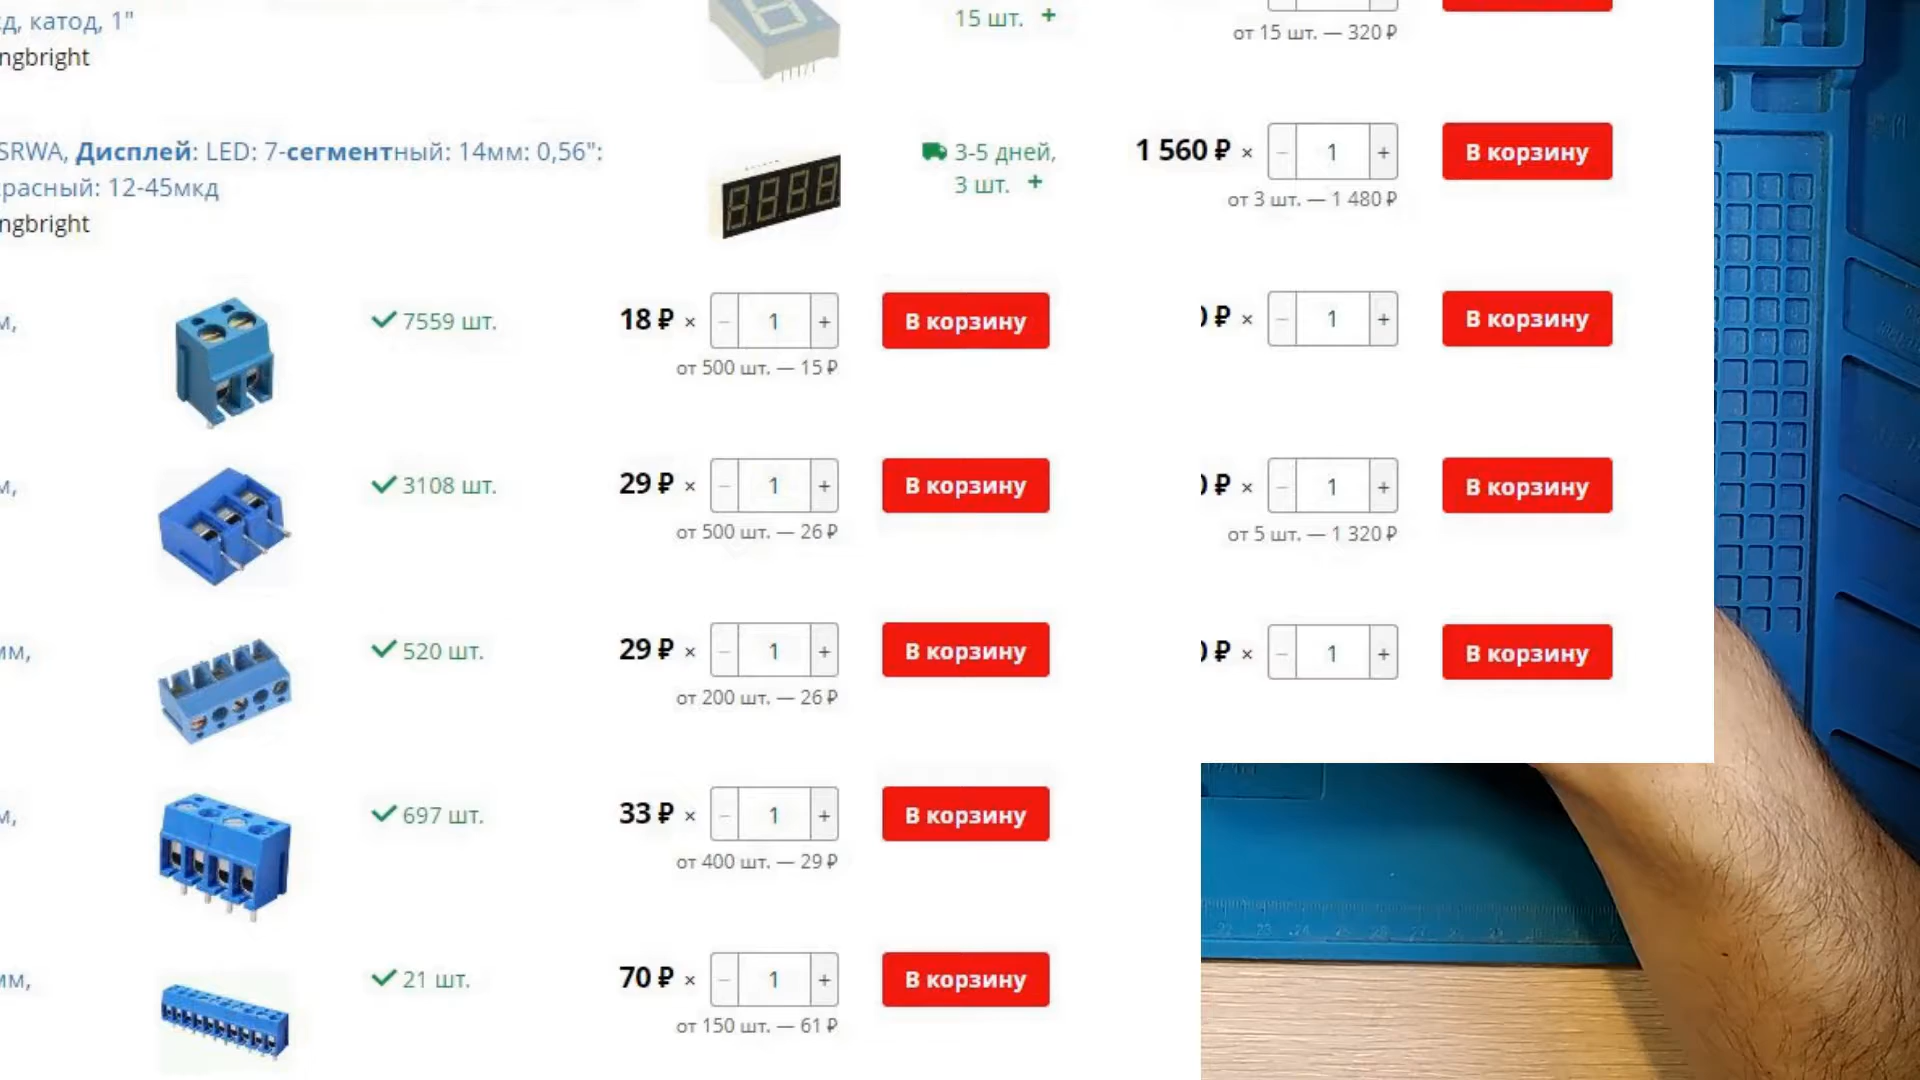 д, катод, 1"
ngbright
15 шт. +
от 15 шт. — 320 ₽
SRWA, Дисплей: LED: 7-сегментный: 14мм: 0,56":
расный: 12-45мкд
ngbright
3-5 дней,
3 шт. +
1 560 ₽ × − 1 +
от 3 шт. — 1 480 ₽
В корзину
м,
7559 шт.
18 ₽ × − 1 +
от 500 шт. — 15 ₽
В корзину
₽ × − 1 +
В корзину
м,
3108 шт.
29 ₽ × − 1 +
от 500 шт. — 26 ₽
В корзину
₽ × − 1 +
от 5 шт. — 1 320 ₽
В корзину
мм,
520 шт.
29 ₽ × − 1 +
от 200 шт. — 26 ₽
В корзину
₽ × − 1 +
В корзину
м,
697 шт.
33 ₽ × − 1 +
от 400 шт. — 29 ₽
В корзину
мм,
21 шт.
70 ₽ × − 1 +
от 150 шт. — 61 ₽
В корзину